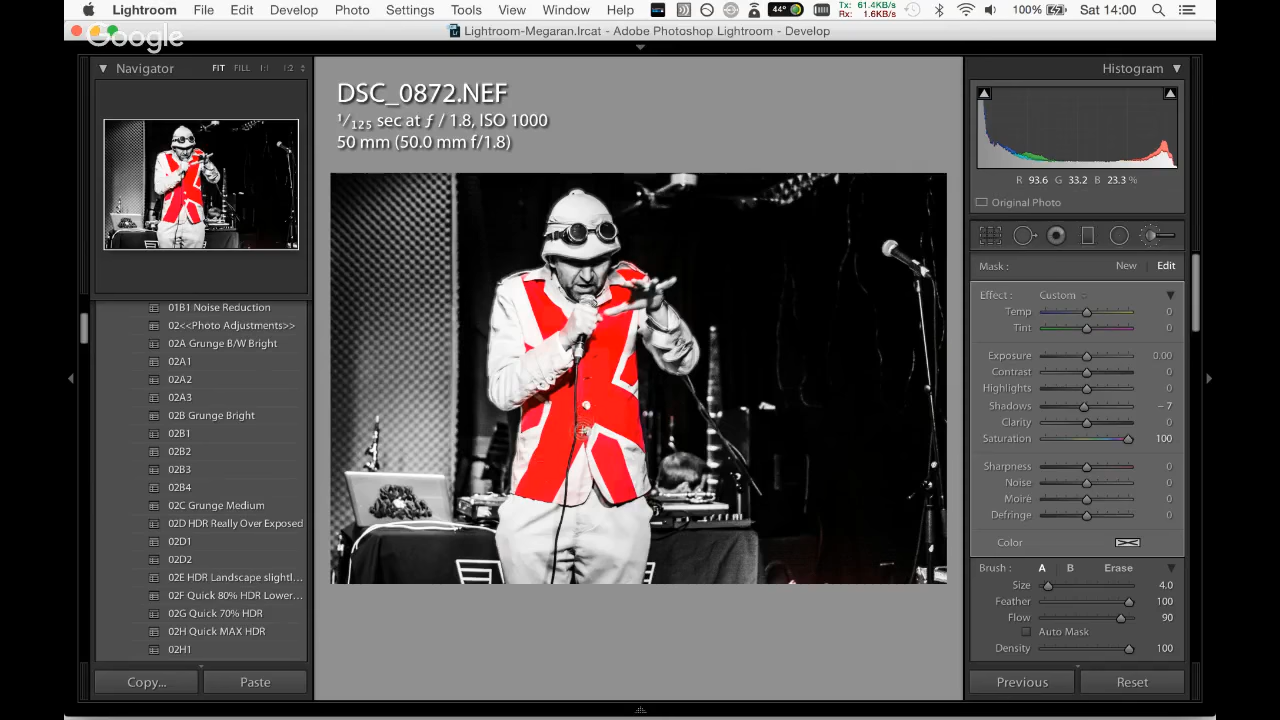 Lightroom File Edit Develop Photo Settings Tools View Window Help 44° Tx: 61.4KB/s Rx: 1.6KB/s 100% Sat 14:00
Google
Lightroom-Megaran.lrcat - Adobe Photoshop Lightroom - Develop
Navigator FIT FILL 1:1 1:2
01B1 Noise Reduction
02<<Photo Adjustments>>
02A Grunge B/W Bright
02A1
02A2
02A3
02B Grunge Bright
02B1
02B2
02B3
02B4
02C Grunge Medium
02D HDR Really Over Exposed
02D1
02D2
02E HDR Landscape slightl...
02F Quick 80% HDR Lower...
02G Quick 70% HDR
02H Quick MAX HDR
02H1
Copy... Paste
DSC_0872.NEF
1/125 sec at ƒ / 1.8, ISO 1000
50 mm (50.0 mm f/1.8)
Histogram
R 93.6 G 33.2 B 23.3 %
Original Photo
Mask : New Edit
Effect : Custom
Temp 0
Tint 0
Exposure 0.00
Contrast 0
Highlights 0
Shadows – 7
Clarity 0
Saturation 100
Sharpness 0
Noise 0
Moiré 0
Defringe 0
Color
Brush : A B Erase
Size 4.0
Feather 100
Flow 90
Auto Mask
Density 100
Previous Reset